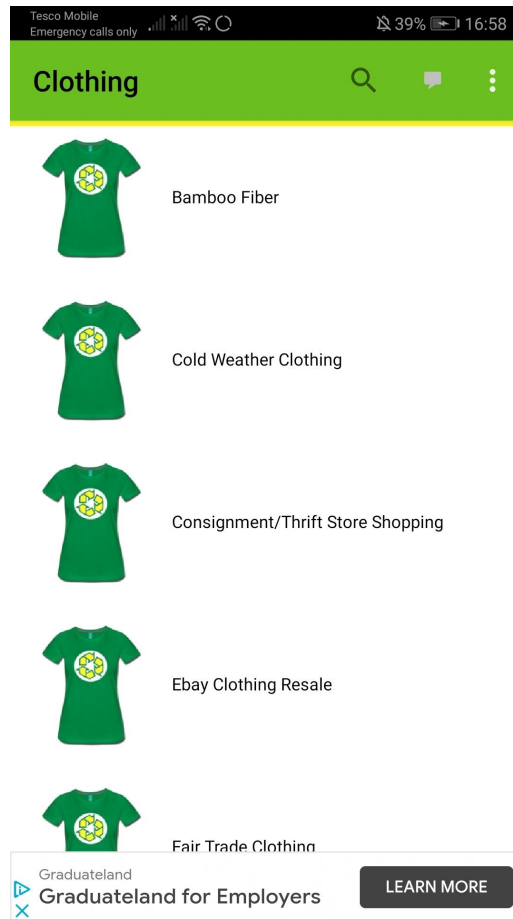 Tesco Mobile
Emergency calls only
39%
16:58
Clothing
Bamboo Fiber
Cold Weather Clothing
Consignment/Thrift Store Shopping
Ebay Clothing Resale
Fair Trade Clothing
Graduateland
Graduateland for Employers
LEARN MORE